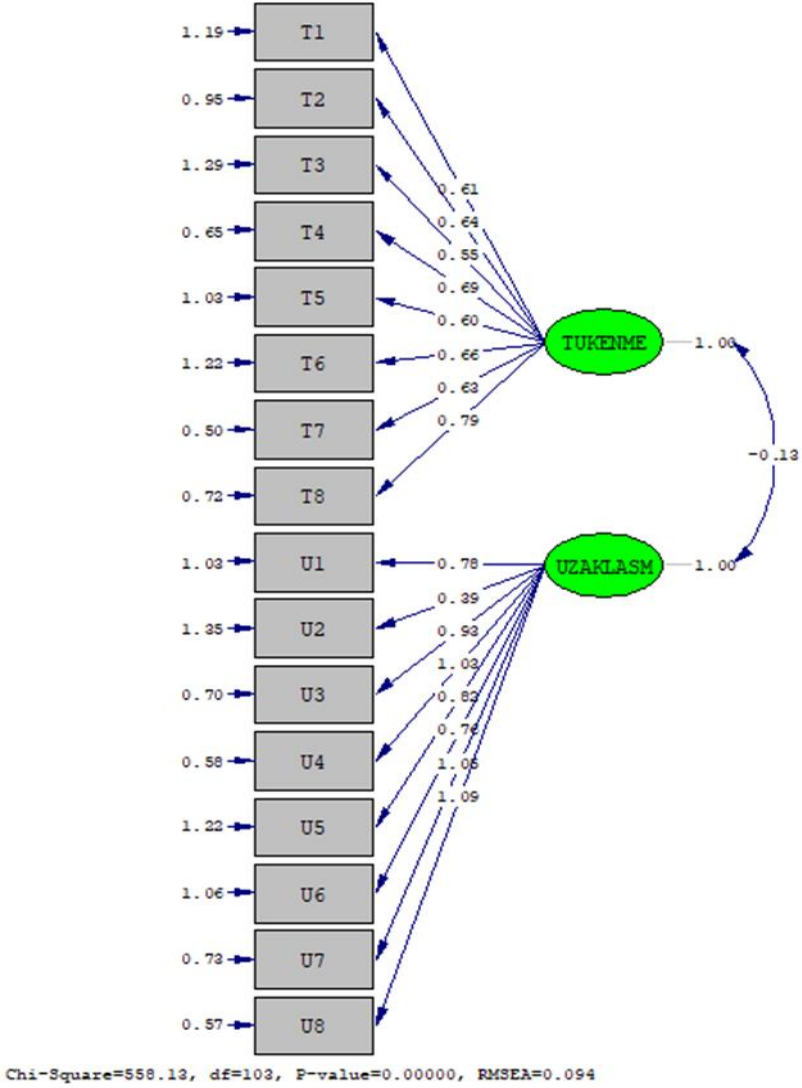 1.19 T1
0.95 T2
1.29 T3
0.61
0.65 T4
0.64
0.55
0.69
1.03 T5
0.60
TUKENME 1.00
1.22 T6
0.66
0.63
0.50 T7
0.79
-0.13
0.72 T8
1.03 U1
0.78
UZAKLASM 1.00
0.39
1.35 U2
0.93
1.03
0.70 U3
0.83
0.76
0.58 U4
1.05
1.09
1.22 U5
1.06 U6
0.73 U7
0.57 U8
Chi-Square=558.13, df=103, P-value=0.00000, RMSEA=0.094